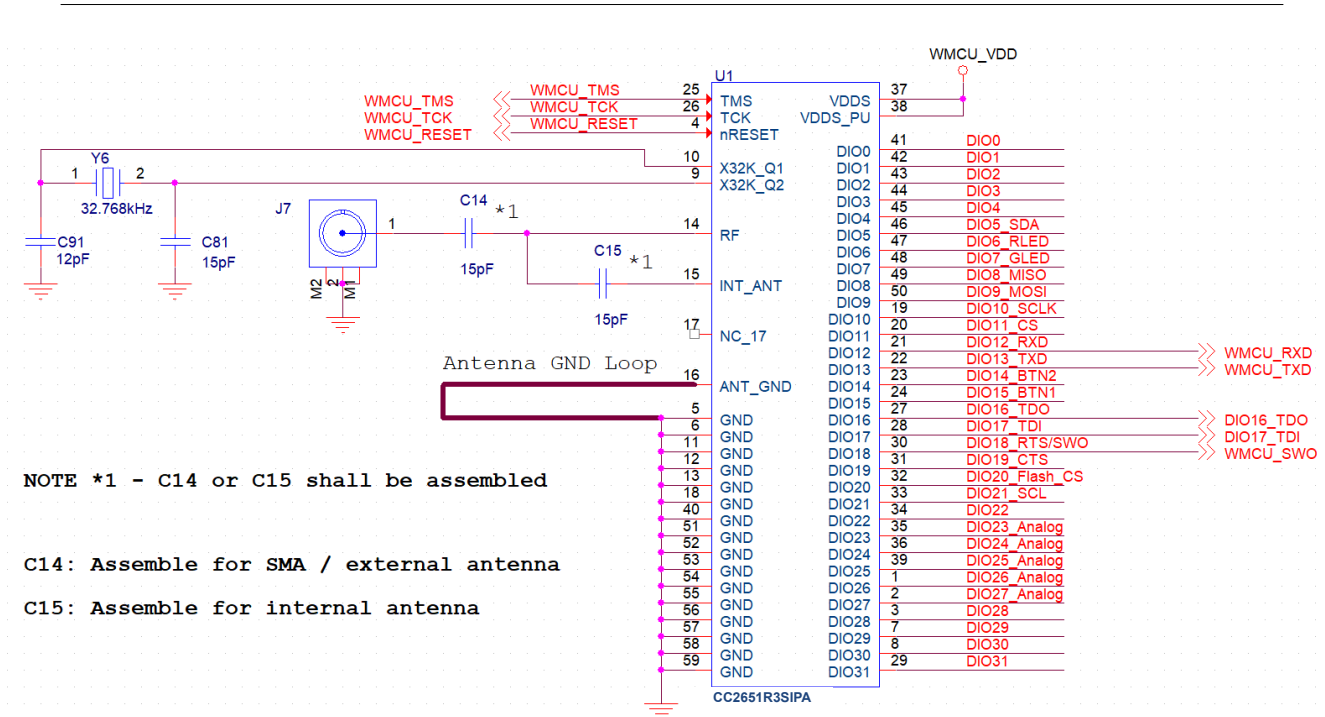 WMCU_VDD
U1
WMCU_TMS WMCU_TMS 25 TMS VDDS 37
WMCU_TCK WMCU_TCK 26 TCK VDDS_PU 38
WMCU_RESET WMCU_RESET 4 nRESET
DIO0 41 DIO0
Y6 10 X32K_Q1 DIO1 42 DIO1
1 2 9 X32K_Q2 DIO2 43 DIO2
32.768kHz DIO3 44 DIO3
J7 C14 *1 DIO4 45 DIO4
1 14 RF DIO5 46 DIO5_SDA
C91 C81 DIO6 47 DIO6_RLED
12pF 15pF 15pF C15 *1 DIO7 48 DIO7_GLED
M2 2 M1 15 INT_ANT DIO8 49 DIO8_MISO
DIO9 50 DIO9_MOSI
15pF DIO10 19 DIO10_SCLK
17 NC_17 DIO11 20 DIO11_CS
DIO12 21 DIO12_RXD WMCU_RXD
Antenna GND Loop DIO13 22 DIO13_TXD WMCU_TXD
16 ANT_GND DIO14 23 DIO14_BTN2
DIO15 24 DIO15_BTN1
5 GND DIO16 27 DIO16_TDO DIO16_TDO
6 GND DIO17 28 DIO17_TDI DIO17_TDI
11 GND DIO18 30 DIO18_RTS/SWO WMCU_SWO
12 GND DIO19 31 DIO19_CTS
NOTE *1 - C14 or C15 shall be assembled
13 GND DIO20 32 DIO20_Flash_CS
18 GND DIO21 33 DIO21_SCL
40 GND DIO22 34 DIO22
51 GND DIO23 35 DIO23_Analog
52 GND DIO24 36 DIO24_Analog
C14: Assemble for SMA / external antenna
53 GND DIO25 39 DIO25_Analog
54 GND DIO26 1 DIO26_Analog
55 GND DIO27 2 DIO27_Analog
C15: Assemble for internal antenna
56 GND DIO28 3 DIO28
57 GND DIO29 7 DIO29
58 GND DIO30 8 DIO30
59 GND DIO31 29 DIO31
CC2651R3SIPA